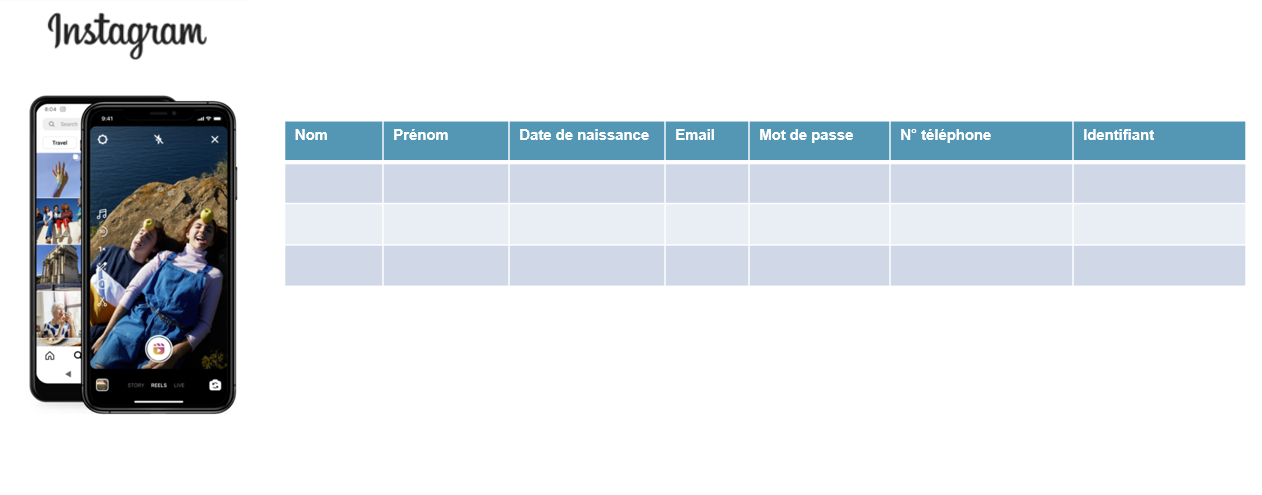 Instagram
8:04
9:41
Search
Travel
1×
STORY REELS LIVE
Nom Prénom Date de naissance Email Mot de passe N° téléphone Identifiant